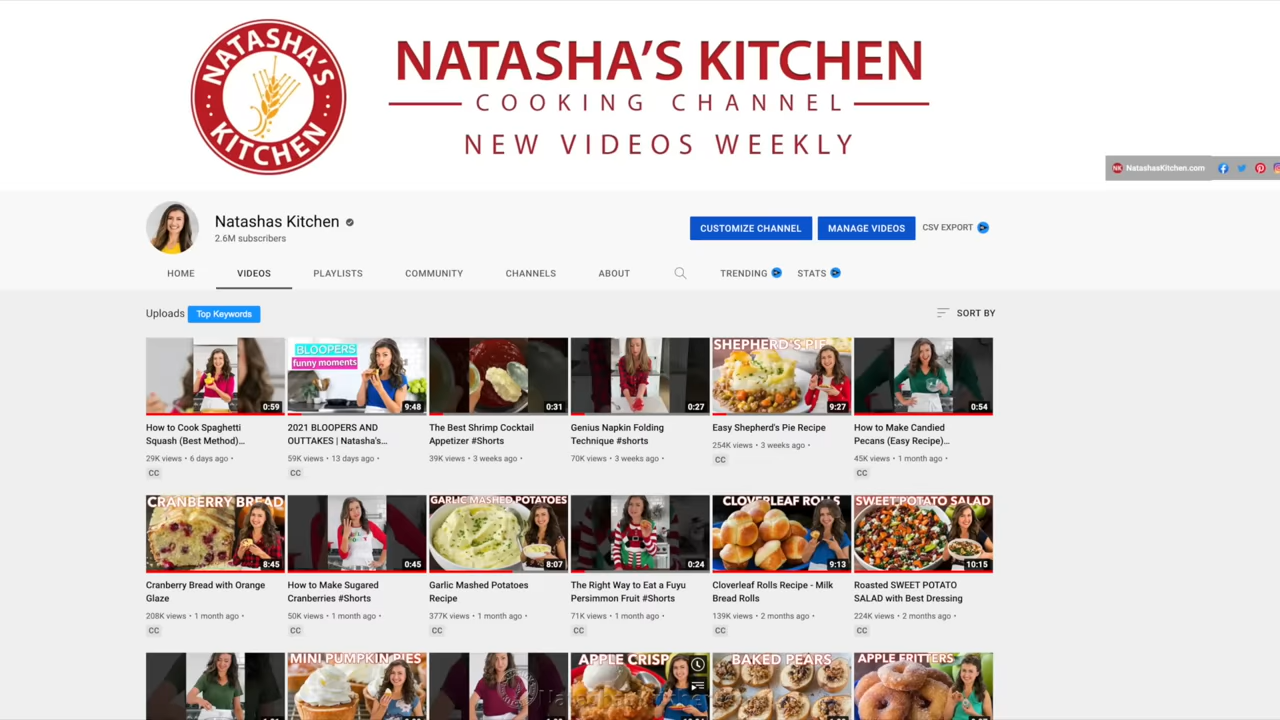 NATASHA'S
KITCHEN
NATASHA'S KITCHEN
COOKING CHANNEL
NEW VIDEOS WEEKLY
NK NatashasKitchen.com
Natashas Kitchen
2.6M subscribers
CUSTOMIZE CHANNEL
MANAGE VIDEOS
CSV EXPORT
HOME
VIDEOS
PLAYLISTS
COMMUNITY
CHANNELS
ABOUT
TRENDING
STATS
Uploads
Top Keywords
SORT BY
0:59
BLOOPERS
funny moments
9:48
0:31
0:27
SHEPHERD'S PIE
9:27
0:54
How to Cook Spaghetti
Squash (Best Method)...
29K views • 6 days ago •
CC
2021 BLOOPERS AND
OUTTAKES | Natasha's...
59K views • 13 days ago •
CC
The Best Shrimp Cocktail
Appetizer #Shorts
39K views • 3 weeks ago •
Genius Napkin Folding
Technique #shorts
70K views • 3 weeks ago •
Easy Shepherd's Pie Recipe
254K views • 3 weeks ago •
CC
How to Make Candied
Pecans (Easy Recipe)...
45K views • 1 month ago •
CC
CRANBERRY BREAD
8:45
0:45
GARLIC MASHED POTATOES
8:07
0:24
CLOVERLEAF ROLLS
9:13
SWEET POTATO SALAD
10:15
Cranberry Bread with Orange
Glaze
208K views • 1 month ago •
CC
How to Make Sugared
Cranberries #Shorts
50K views • 1 month ago •
CC
Garlic Mashed Potatoes
Recipe
377K views • 1 month ago •
CC
The Right Way to Eat a Fuyu
Persimmon Fruit #Shorts
71K views • 1 month ago •
CC
Cloverleaf Rolls Recipe - Milk
Bread Rolls
139K views • 2 months ago •
CC
Roasted SWEET POTATO
SALAD with Best Dressing
224K views • 2 months ago •
CC
MINI PUMPKIN PIES
APPLE CRISP
BAKED PEARS
APPLE FRITTERS